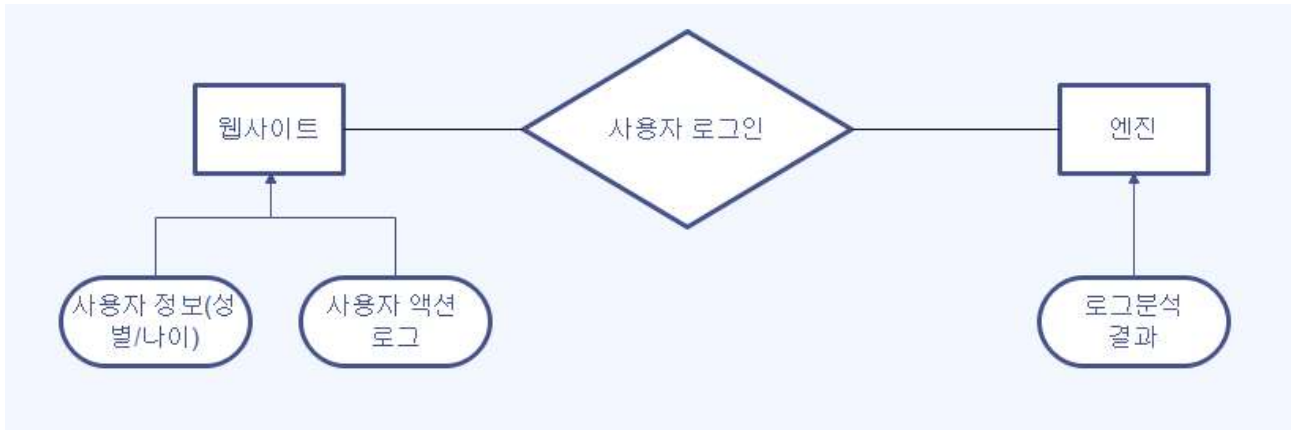 웹사이트
사용자 로그인
엔진
사용자 정보(성
별/나이)
사용자 액션
로그
로그분석
결과